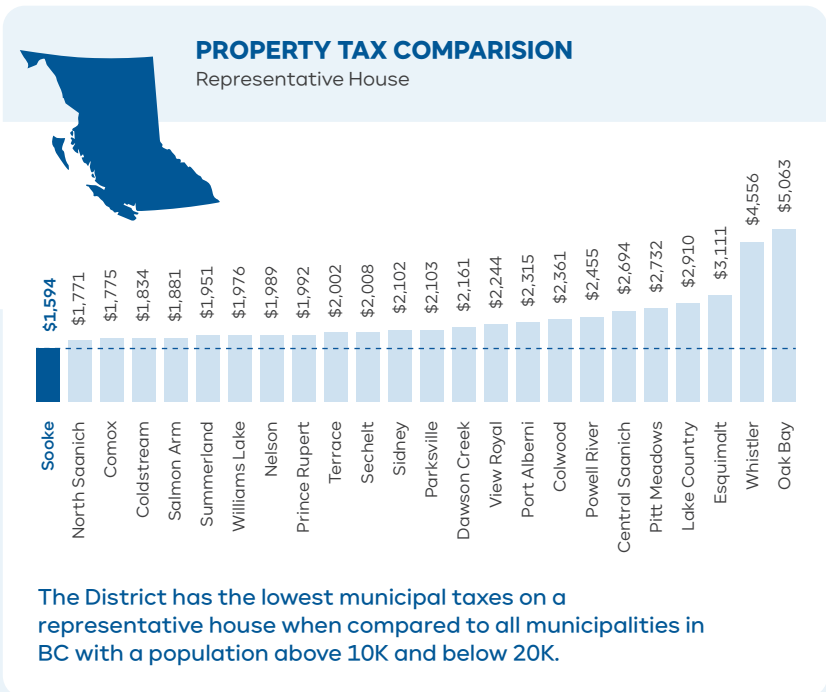 PROPERTY TAX COMPARISION
Representative House
$1,594
$1,771
$1,775
$1,834
$1,881
$1,951
$1,976
$1,989
$1,992
$2,002
$2,008
$2,102
$2,103
$2,161
$2,244
$2,315
$2,361
$2,455
$2,694
$2,732
$2,910
$3,111
$4,556
$5,063
Sooke
North Saanich
Comox
Coldstream
Salmon Arm
Summerland
Williams Lake
Nelson
Prince Rupert
Terrace
Sechelt
Sidney
Parksville
Dawson Creek
View Royal
Port Alberni
Colwood
Powell River
Central Saanich
Pitt Meadows
Lake Country
Esquimalt
Whistler
Oak Bay
The District has the lowest municipal taxes on a
representative house when compared to all municipalities in
BC with a population above 10K and below 20K.